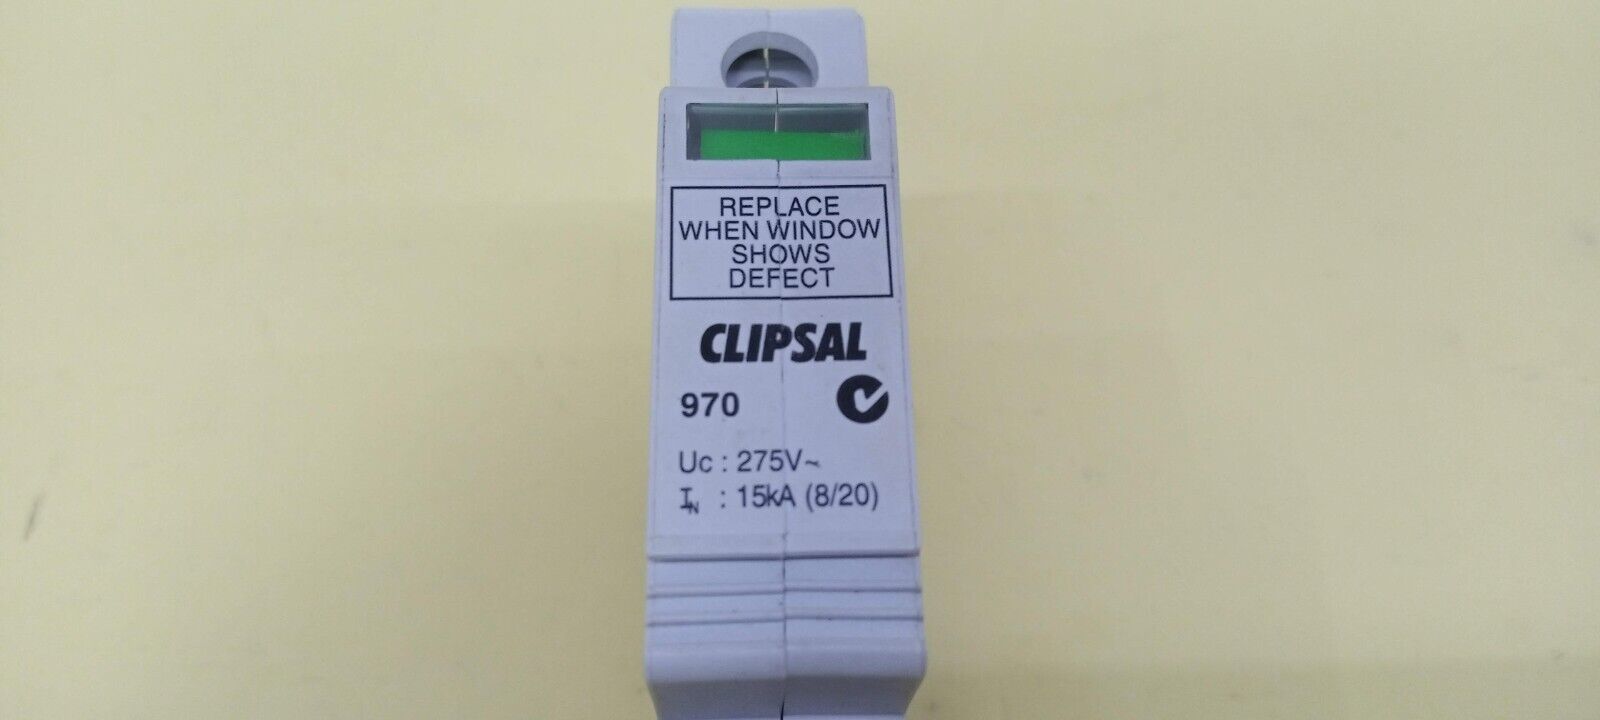 REPLACE
WHEN WINDOW
SHOWS
DEFECT
CLIPSAL
970
Uc : 275V~
IN : 15kA (8/20)